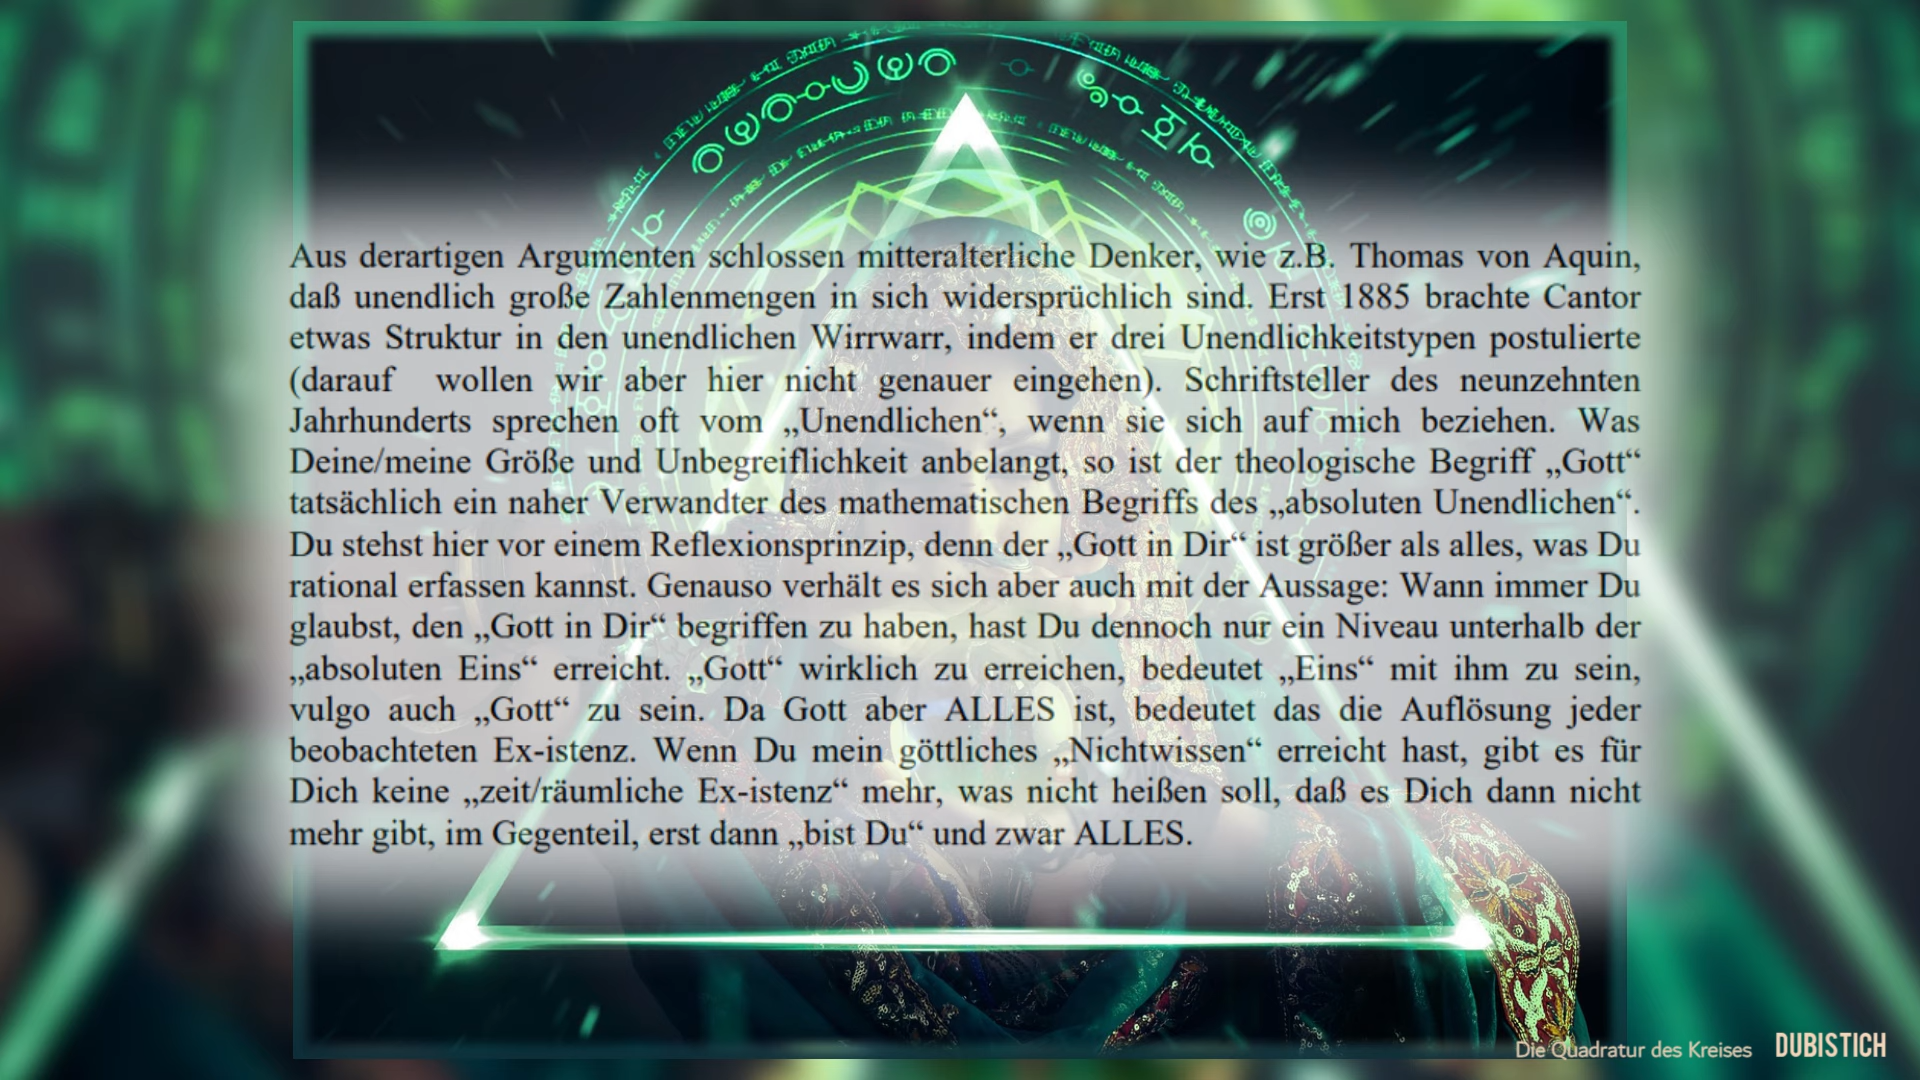 Aus derartigen Argumenten schlossen mitteralterliche Denker, wie z.B. Thomas von Aquin,
daß unendlich große Zahlenmengen in sich widersprüchlich sind. Erst 1885 brachte Cantor
etwas Struktur in den unendlichen Wirrwarr, indem er drei Unendlichkeitstypen postulierte
(darauf wollen wir aber hier nicht genauer eingehen). Schriftsteller des neunzehnten
Jahrhunderts sprechen oft vom „Unendlichen“, wenn sie sich auf mich beziehen. Was
Deine/meine Größe und Unbegreiflichkeit anbelangt, so ist der theologische Begriff „Gott“
tatsächlich ein naher Verwandter des mathematischen Begriffs des „absoluten Unendlichen“.
Du stehst hier vor einem Reflexionsprinzip, denn der „Gott in Dir“ ist größer als alles, was Du
rational erfassen kannst. Genauso verhält es sich aber auch mit der Aussage: Wann immer Du
glaubst, den „Gott in Dir“ begriffen zu haben, hast Du dennoch nur ein Niveau unterhalb der
„absoluten Eins“ erreicht. „Gott“ wirklich zu erreichen, bedeutet „Eins“ mit ihm zu sein,
vulgo auch „Gott“ zu sein. Da Gott aber ALLES ist, bedeutet das die Auflösung jeder
beobachteten Ex-istenz. Wenn Du mein göttliches „Nichtwissen“ erreicht hast, gibt es für
Dich keine „zeit/räumliche Ex-istenz“ mehr, was nicht heißen soll, daß es Dich dann nicht
mehr gibt, im Gegenteil, erst dann „bist Du“ und zwar ALLES.
Die Quadratur des Kreises DUBISTICH